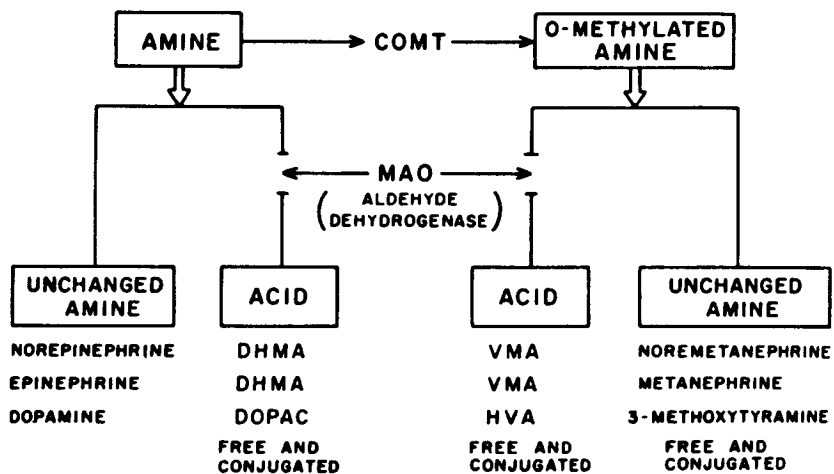 AMINE
COMT
O-METHYLATED
AMINE
MAO
(ALDEHYDE
DEHYDROGENASE)
UNCHANGED
AMINE
ACID
ACID
UNCHANGED
AMINE
NOREPINEPHRINE DHMA VMA NOREMETANEPHRINE
EPINEPHRINE DHMA VMA METANEPHRINE
DOPAMINE DOPAC HVA 3-METHOXYTYRAMINE
FREE AND FREE AND FREE AND
CONJUGATED CONJUGATED CONJUGATED